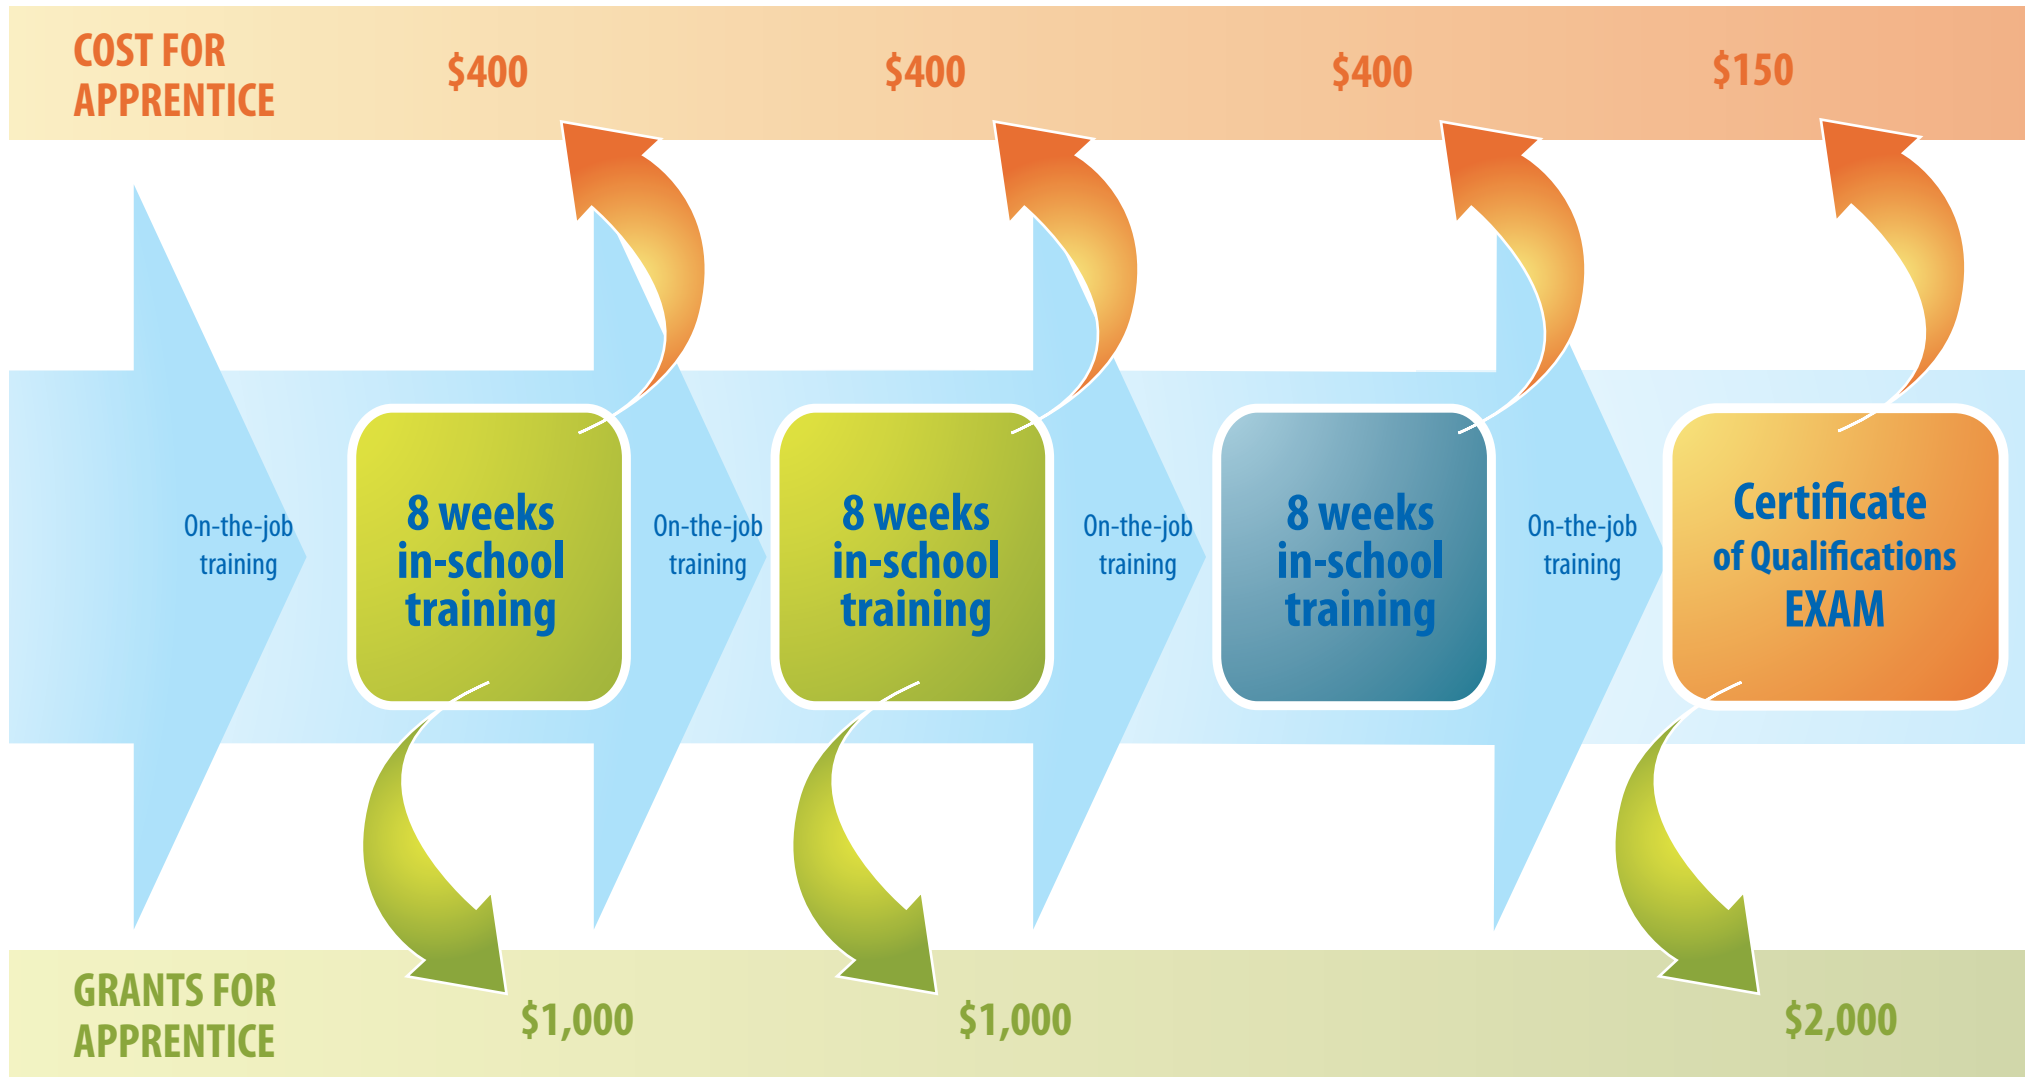 COST FOR
APPRENTICE
$400
$400
$400
$150
On-the-job
training
8 weeks
in-school
training
On-the-job
training
8 weeks
in-school
training
On-the-job
training
8 weeks
in-school
training
On-the-job
training
Certificate
of Qualifications
EXAM
GRANTS FOR
APPRENTICE
$1,000
$1,000
$2,000